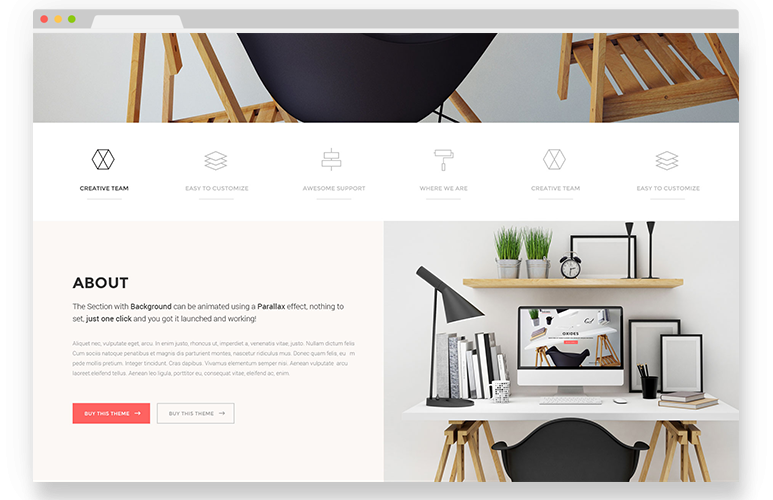 CREATIVE TEAM
EASY TO CUSTOMIZE
AWESOME SUPPORT
WHERE WE ARE
CREATIVE TEAM
EASY TO CUSTOMIZE
ABOUT
The Section with Background can be animated using a Parallax effect, nothing to
set, just one click and you got it launched and working!
Aliquet nec, vulputate eget, arcu. In enim justo, rhoncus ut, imperdiet a, venenatis vitae, justo. Nullam dictum felis
Cum sociis natoque penatibus et magnis dis parturient montes, nascetur ridiculus mus. Donec quam felis, eu m
pede mollis pretium. Integer tincidunt. Cras dapibus. Vivamus elementum semper nisi. Aenean vulputate arcu
laoreet eleifend tellus. Aenean leo ligula, porttitor eu, consequat vitae, eleifend ac, enim.
BUY THIS THEME
BUY THIS THEME
OXIDES